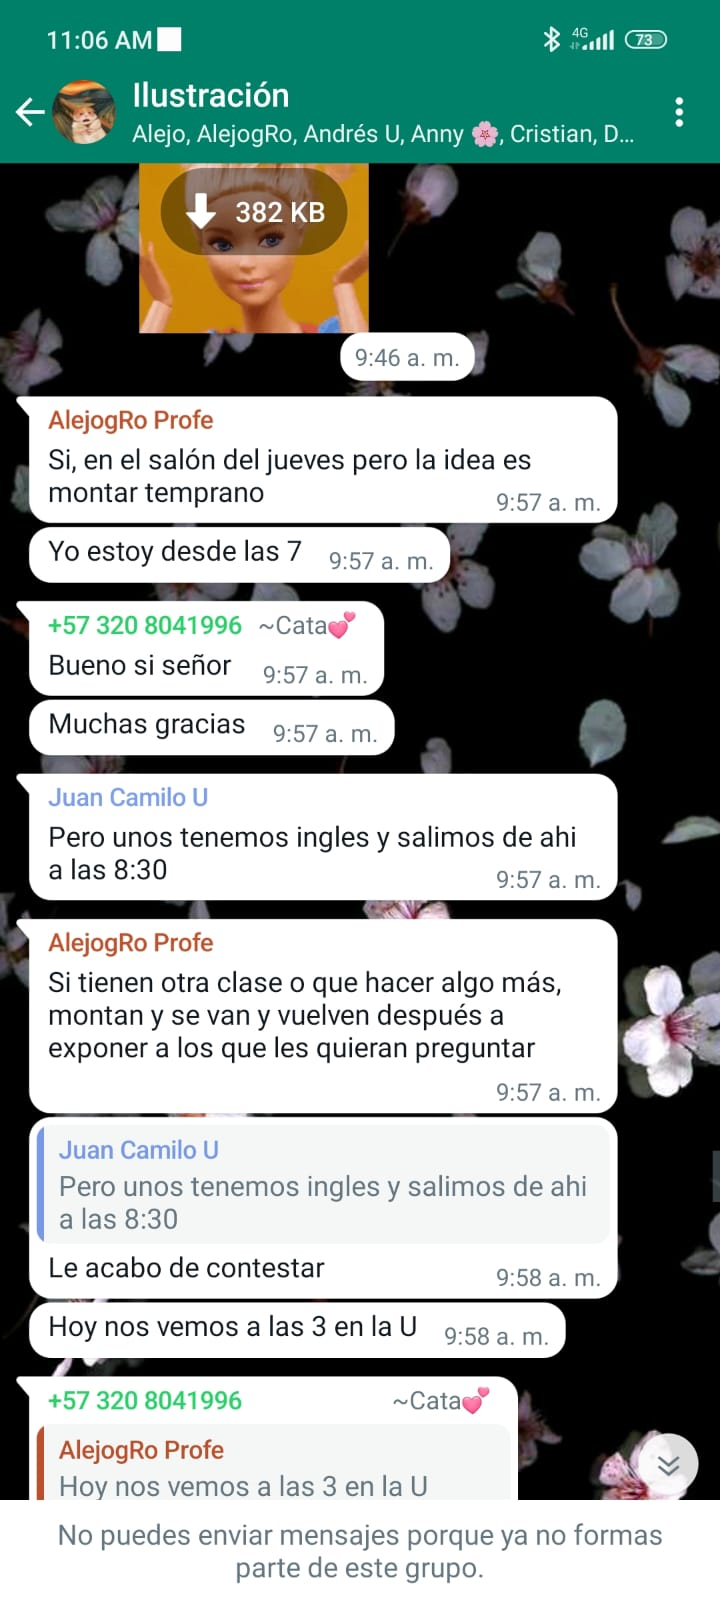 11:06 AM
4G
73
Ilustración
Alejo, AlejogRo, Andrés U, Anny 🌸, Cristian, D...
382 KB
9:46 a. m.
AlejogRo Profe
Si, en el salón del jueves pero la idea es
montar temprano
9:57 a. m.
Yo estoy desde las 7 9:57 a. m.
+57 320 8041996 ~Cata💕
Bueno si señor 9:57 a. m.
Muchas gracias 9:57 a. m.
Juan Camilo U
Pero unos tenemos ingles y salimos de ahi
a las 8:30
9:57 a. m.
AlejogRo Profe
Si tienen otra clase o que hacer algo más,
montan y se van y vuelven después a
exponer a los que les quieran preguntar
9:57 a. m.
Juan Camilo U
Pero unos tenemos ingles y salimos de ahi
a las 8:30
Le acabo de contestar 9:58 a. m.
Hoy nos vemos a las 3 en la U 9:58 a. m.
+57 320 8041996 ~Cata💕
AlejogRo Profe
Hoy nos vemos a las 3 en la U
No puedes enviar mensajes porque ya no formas
parte de este grupo.